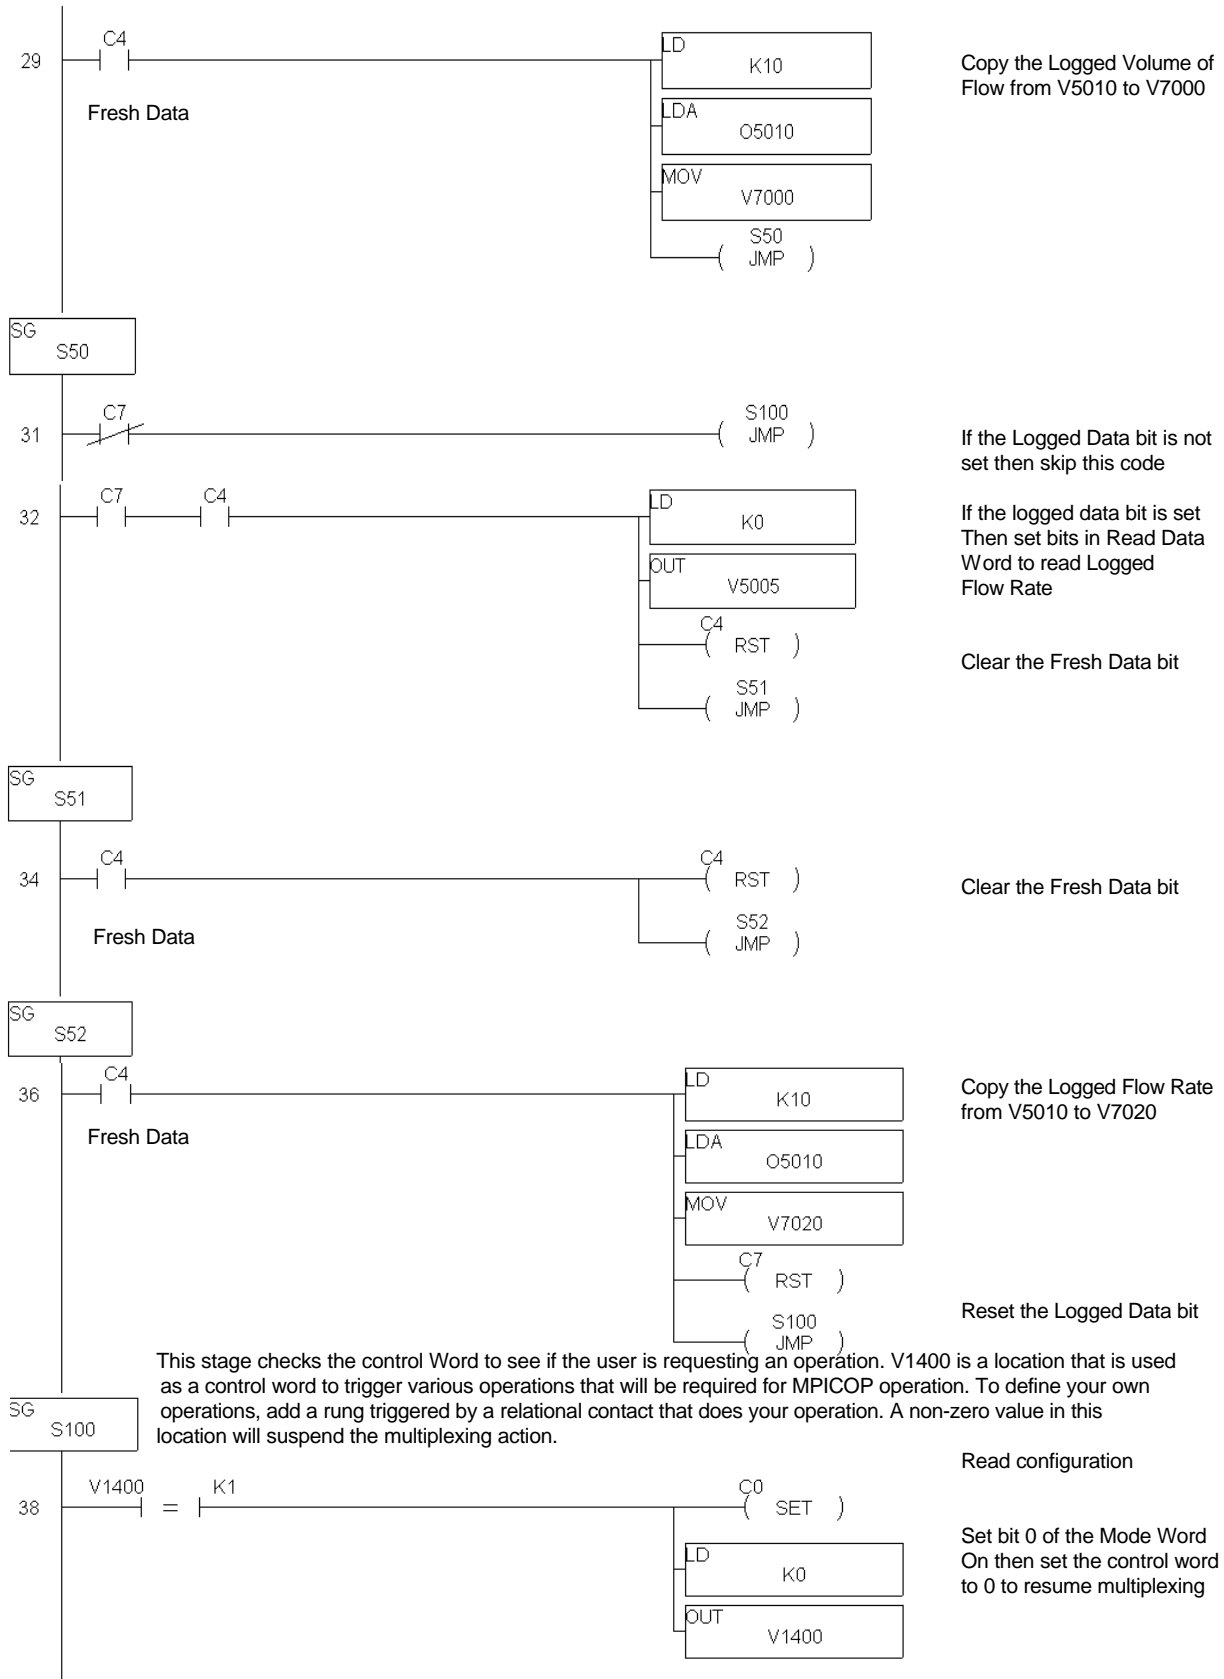 C4
29
LD
K10
Copy the Logged Volume of
Flow from V5010 to V7000
Fresh Data
LDA
O5010
MOV
V7000
S50
( JMP )
SG
S50
C7
31
S100
( JMP )
If the Logged Data bit is not
set then skip this code
C7 C4
32
LD
K0
If the logged data bit is set
Then set bits in Read Data
Word to read Logged
Flow Rate
OUT
V5005
C4
( RST )
Clear the Fresh Data bit
S51
( JMP )
SG
S51
C4
34
C4
( RST )
Clear the Fresh Data bit
Fresh Data
S52
( JMP )
SG
S52
C4
36
LD
K10
Copy the Logged Flow Rate
from V5010 to V7020
Fresh Data
LDA
O5010
MOV
V7020
C7
( RST )
Reset the Logged Data bit
S100
( JMP )
This stage checks the control Word to see if the user is requesting an operation. V1400 is a location that is used
as a control word to trigger various operations that will be required for MPICOP operation. To define your own
operations, add a rung triggered by a relational contact that does your operation. A non-zero value in this
location will suspend the multiplexing action.
SG
S100
Read configuration
V1400 = K1
38
C0
( SET )
Set bit 0 of the Mode Word
On then set the control word
to 0 to resume multiplexing
LD
K0
OUT
V1400